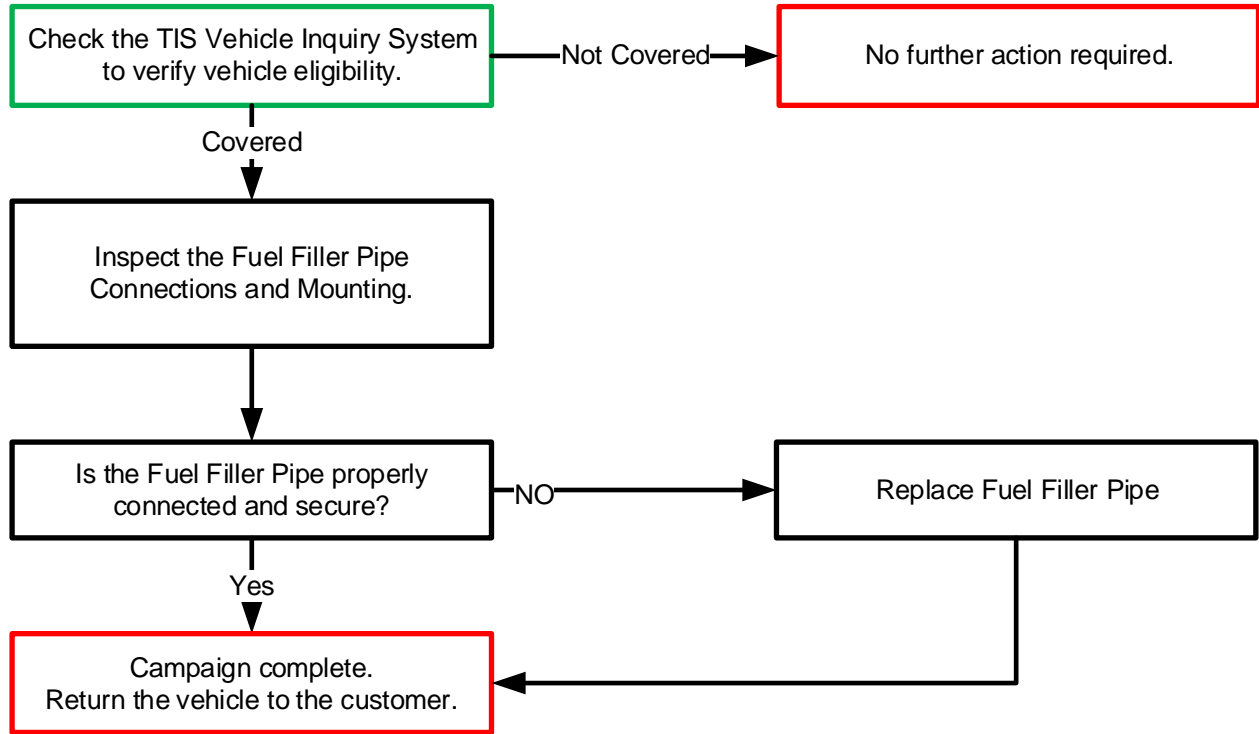 Check the TIS Vehicle Inquiry System
to verify vehicle eligibility.
Not Covered
No further action required.
Covered
Inspect the Fuel Filler Pipe
Connections and Mounting.
Is the Fuel Filler Pipe properly
connected and secure?
NO
Replace Fuel Filler Pipe
Yes
Campaign complete.
Return the vehicle to the customer.